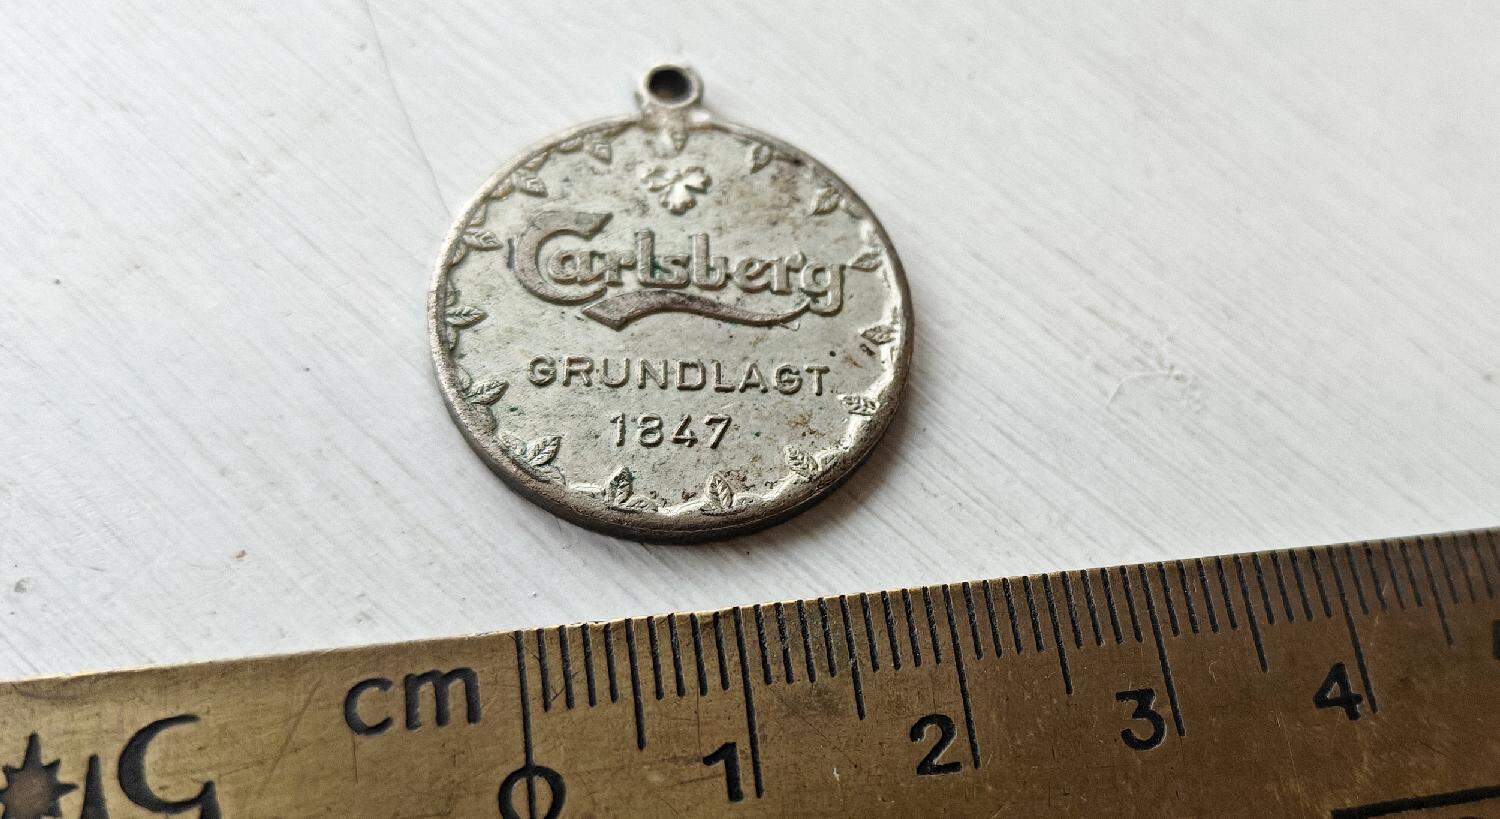 Carlsberg
GRUNDLAGT
1847
cm
0 1 2 3 4